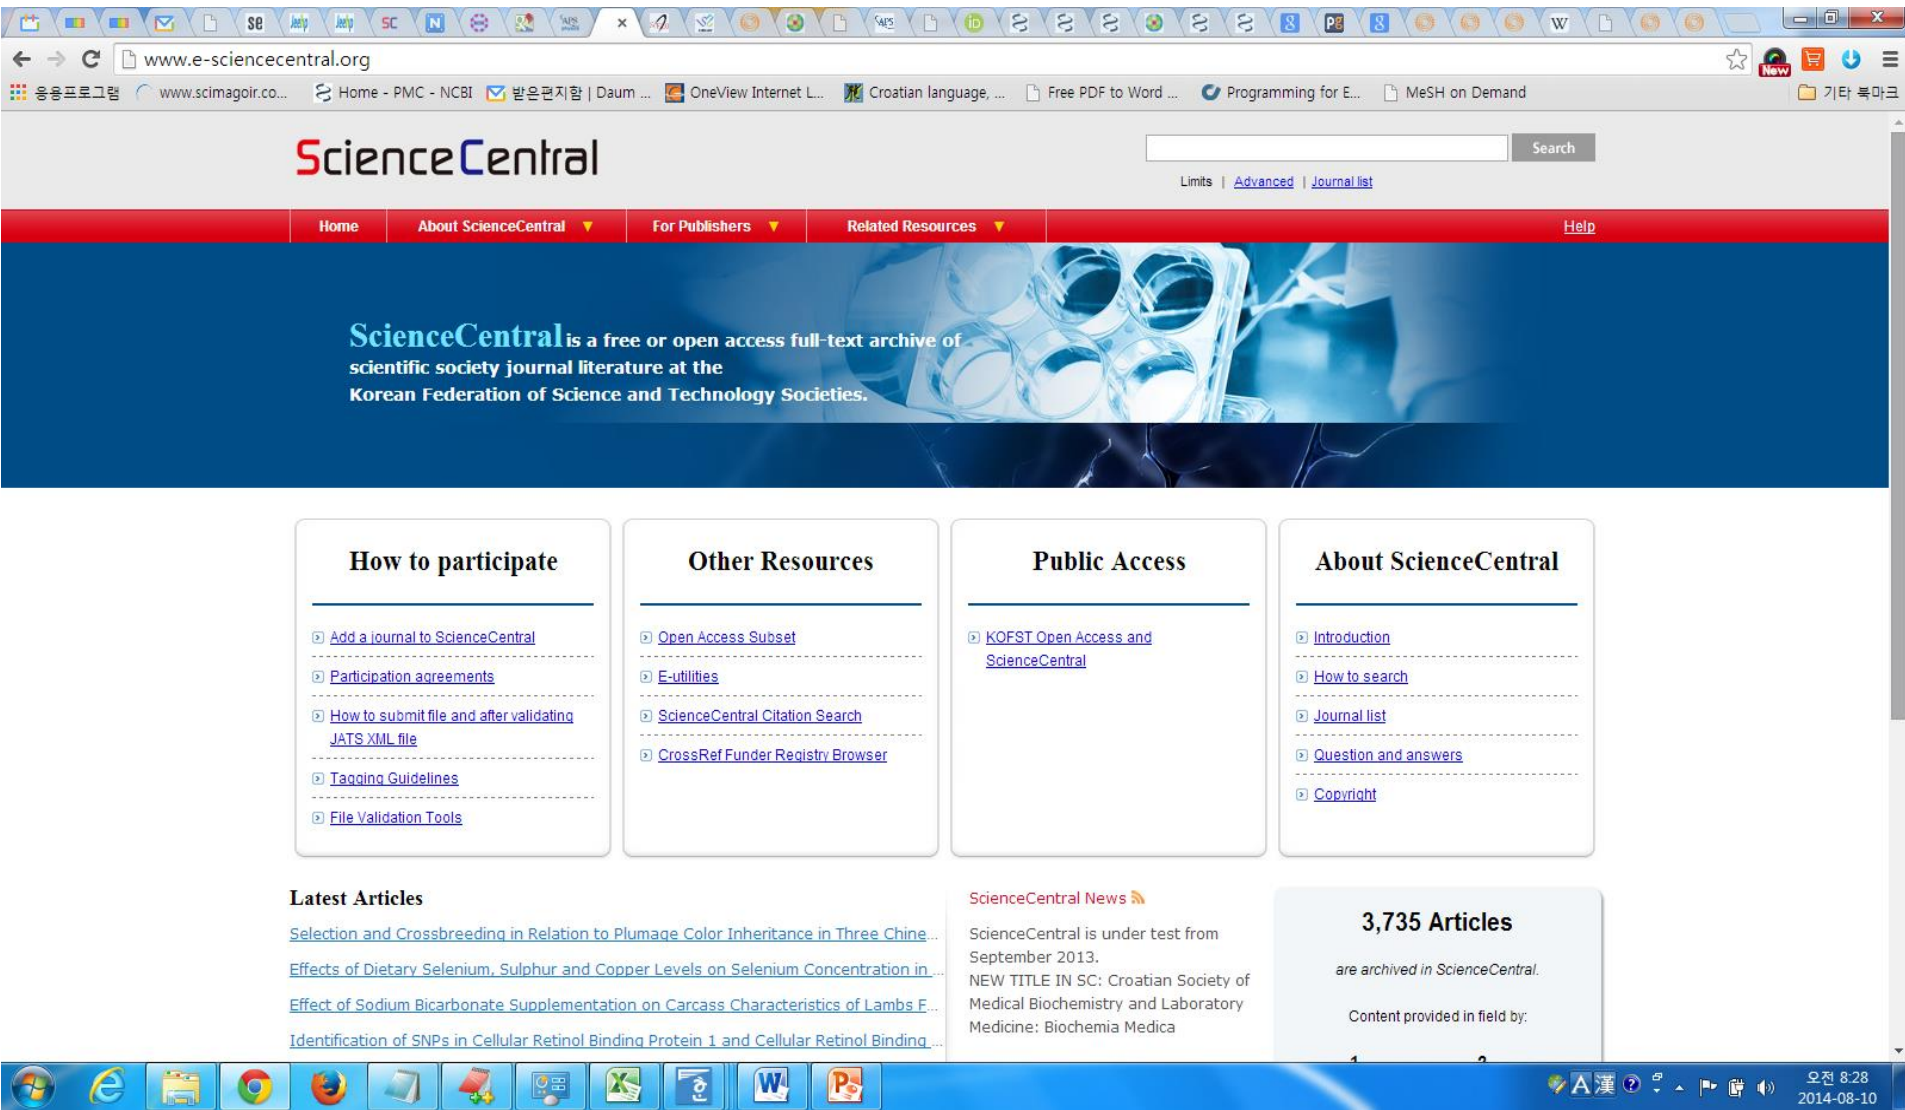 www.e-sciencecentral.org
New
응용프로그램 www.scimagoir.co... Home - PMC - NCBI 받은편지함 | Daum ... OneView Internet L... Croatian language, ... Free PDF to Word ... Programming for E... MeSH on Demand 기타 북마크
ScienceCentral
Search
Limits | Advanced | Journal list
Home About ScienceCentral ▼ For Publishers ▼ Related Resources ▼ Help
ScienceCentral is a free or open access full-text archive of
scientific society journal literature at the
Korean Federation of Science and Technology Societies.
How to participate
Add a journal to ScienceCentral
Participation agreements
How to submit file and after validating
JATS XML file
Tagging Guidelines
File Validation Tools
Other Resources
Open Access Subset
E-utilities
ScienceCentral Citation Search
CrossRef Funder Registry Browser
Public Access
KOFST Open Access and
ScienceCentral
About ScienceCentral
Introduction
How to search
Journal list
Question and answers
Copyright
Latest Articles
Selection and Crossbreeding in Relation to Plumage Color Inheritance in Three Chine...
Effects of Dietary Selenium, Sulphur and Copper Levels on Selenium Concentration in ...
Effect of Sodium Bicarbonate Supplementation on Carcass Characteristics of Lambs F...
Identification of SNPs in Cellular Retinol Binding Protein 1 and Cellular Retinol Binding ...
ScienceCentral News
ScienceCentral is under test from
September 2013.
NEW TITLE IN SC: Croatian Society of
Medical Biochemistry and Laboratory
Medicine: Biochemia Medica
3,735 Articles
are archived in ScienceCentral.
Content provided in field by:
A 漢
오전 8:28
2014-08-10